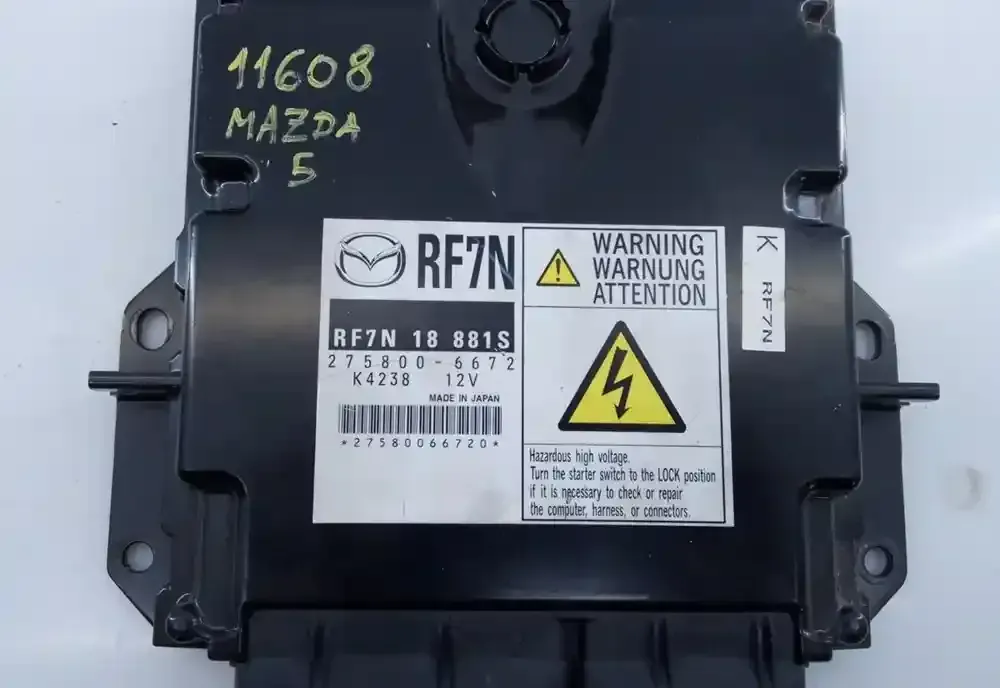 11608
MAZDA
5
RF7N
RF7N 18 881S
275800-6672
K4238 12V
MADE IN JAPAN
*27580066720*
WARNING
WARNUNG
ATTENTION
Hazardous high voltage.
Turn the starter switch to the LOCK position
if it is necessary to check or repair
the computer, harness, or connectors.
K RF7N